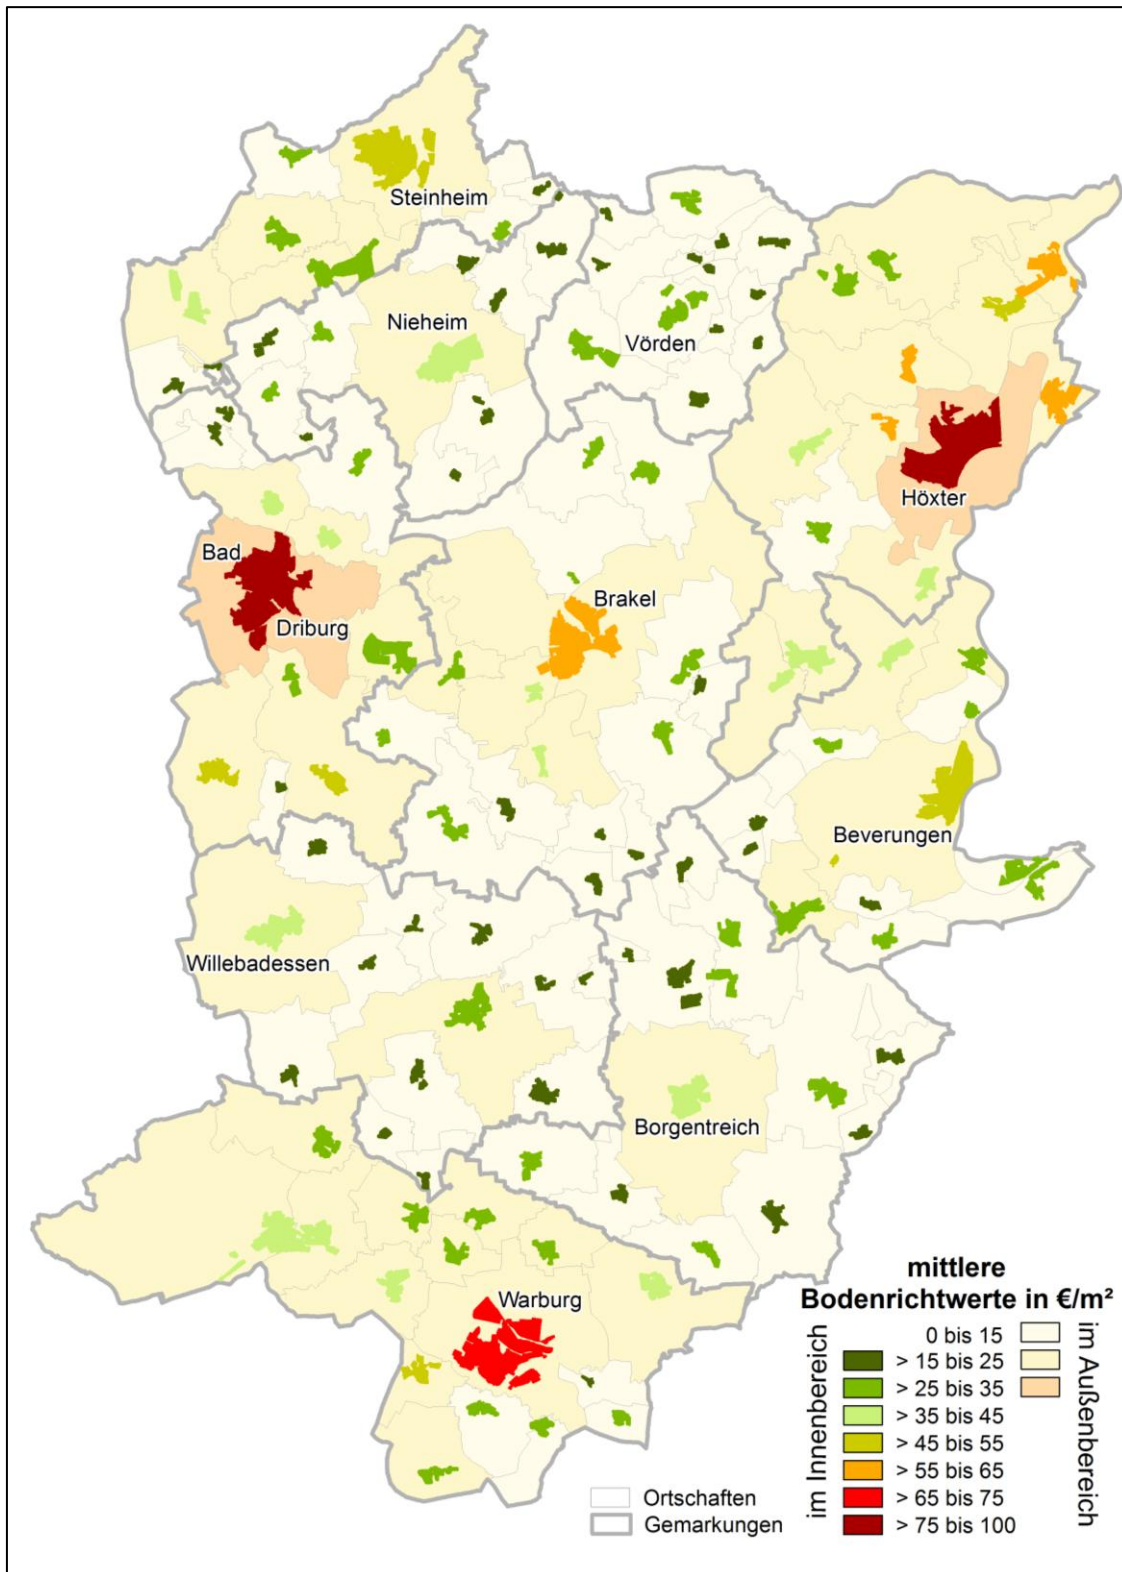 Steinheim
Nieheim
Vörden
Höxter
Bad
Driburg
Brakel
Beverungen
Willebadessen
Borgentreich
Warburg
mittlere
Bodenrichtwerte in €/m²
im Innenbereich
0 bis 15
> 15 bis 25
> 25 bis 35
> 35 bis 45
> 45 bis 55
> 55 bis 65
> 65 bis 75
> 75 bis 100
im Außenbereich
Ortschaften
Gemarkungen